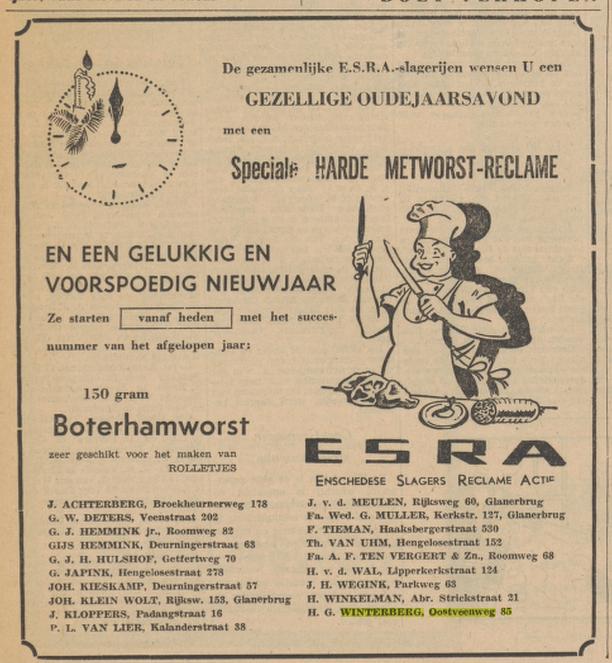 De gezamenlijke E.S.R.A.-slagerijen wensen U een
GEZELLIGE OUDEJAARSAVOND
met een
Speciale HARDE METWORST-RECLAME
EN EEN GELUKKIG EN
VOORSPOEDIG NIEUWJAAR
Ze starten vanaf heden met het succes-
nummer van het afgelopen jaar:
150 gram
Boterhamworst
zeer geschikt voor het maken van
ROLLETJES
ESRA
ENSCHEDESE SLAGERS RECLAME ACTIE
J. ACHTERBERG, Broekheurnerweg 178
G. W. DETERS, Veenstraat 202
G. J. HEMMINK jr., Roomweg 82
GIJS HEMMINK, Deurningerstraat 63
G. J. H. HULSHOF, Getfertweg 70
G. JAPINK, Hengelosestraat 278
JOH. KIESKAMP, Deurningerstraat 57
JOH. KLEIN WOLT, Rijksw. 153, Glanerbrug
J. KLOPPERS, Padangstraat 16
P. L. VAN LIER, Kalanderstraat 38
J. v. d. MEULEN, Rijksweg 60, Glanerbrug
Fa. Wed. G. MULLER, Kerkstr. 127, Glanerbrug
F. TIEMAN, Haaksbergerstraat 530
Th. VAN UHM, Hengelosestraat 152
Fa. A. F. TEN VERGERT & Zn., Roomweg 68
H. v. d. WAL, Lipperkerkstraat 124
J. H. WEGINK, Parkweg 63
H. WINKELMAN, Abr. Strickstraat 21
H. G. WINTERBERG, Oostveenweg 85